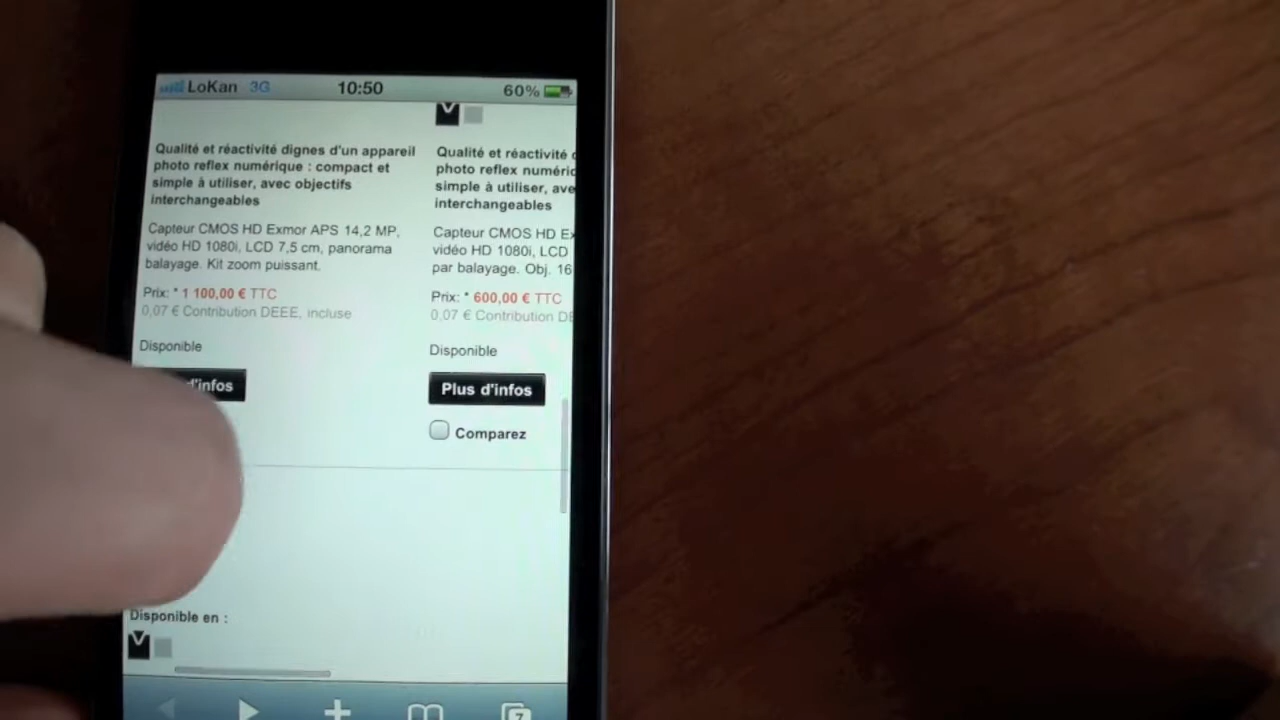 LoKan 3G 10:50 60%
Qualité et réactivité dignes d'un appareil
photo reflex numérique : compact et
simple à utiliser, avec objectifs
interchangeables
Capteur CMOS HD Exmor APS 14,2 MP,
vidéo HD 1080i, LCD 7,5 cm, panorama
balayage. Kit zoom puissant.
Prix: * 1 100,00 € TTC
0,07 € Contribution DEEE, incluse
Disponible
d'infos
Qualité et réactivité
photo reflex
simple à utiliser,
interchangeables
Capteur CMOS HD
vidéo HD 1080i, LCD
par balayage. Obj. 16
Prix: * 600,00 € TTC
0,07 € Contribution
Disponible
Plus d'infos
Comparez
Disponible en :
7